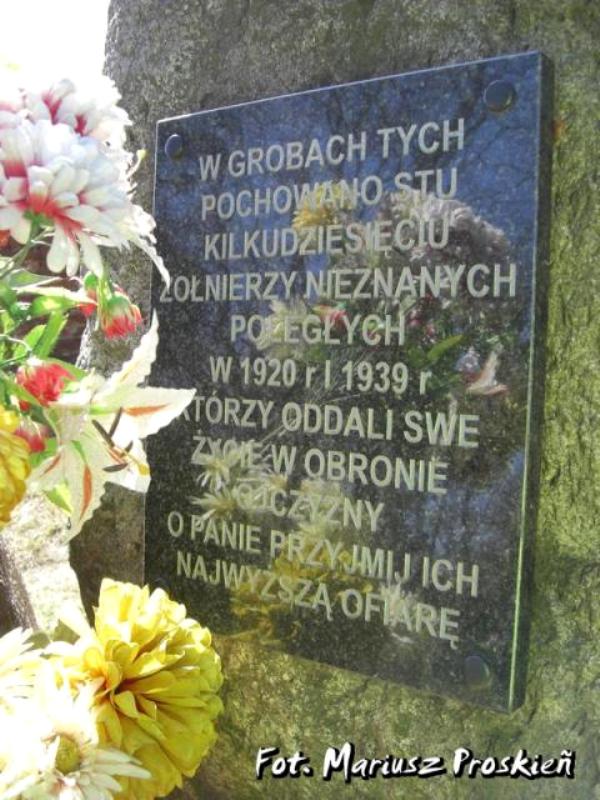 W GROBACH TYCH
POCHOWANO STU
KILKUDZIESIĘCIU
ŻOŁNIERZY NIEZNANYCH
POLEGŁYCH
W 1920 r I 1939 r
KTÓRZY ODDALI SWE
ŻYCIE W OBRONIE
OJCZYZNY
O PANIE PRZYJMIJ ICH
NAJWYŻSZĄ OFIARĘ
Fot. Mariusz Proskieñ